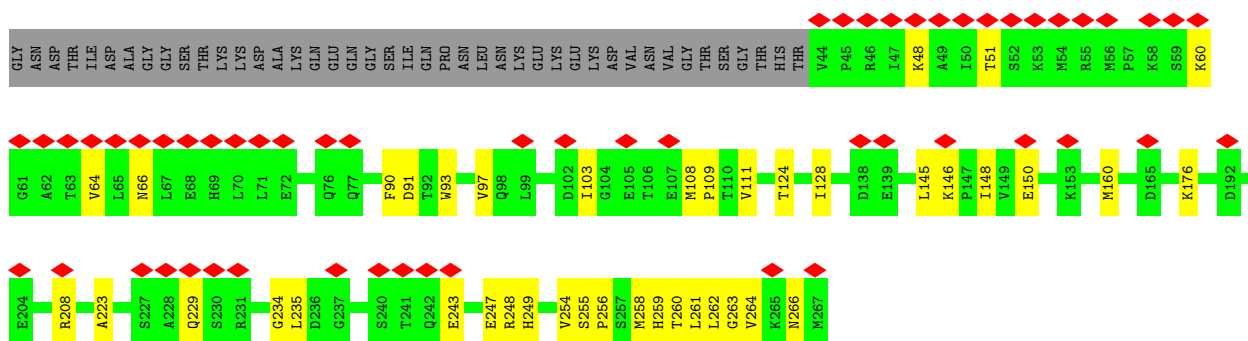 GLY ASN ASP THR ILE ASP ALA GLY GLY SER THR LYS LYS ASP ALA LYS GLN GLU GLN GLY SER ILE GLN PRO ASN LEU ASN LYS GLU LYS GLU LYS ASP VAL ASN VAL GLY THR SER GLY THR HIS THR V44 P45 R46 I47 K48 A49 I50 T51 S52 K53 M54 R55 M56 P57 K58 S59 K60
G61 A62 T63 V64 L65 N66 L67 E68 H69 L70 L71 E72 Q76 Q77 F90 D91 T92 W93 V97 Q98 L99 D102 I103 G104 E105 T106 E107 M108 P109 T110 V111 T124 I128 D138 E139 L145 K146 P147 I148 V149 E150 K153 M160 D165 K176 D192
E204 R208 A223 S227 A228 Q229 S230 R231 G234 L235 D236 G237 S240 T241 Q242 E243 E247 R248 H249 V254 S255 P256 S257 M258 H259 T260 L261 L262 G263 V264 K265 N266 M267